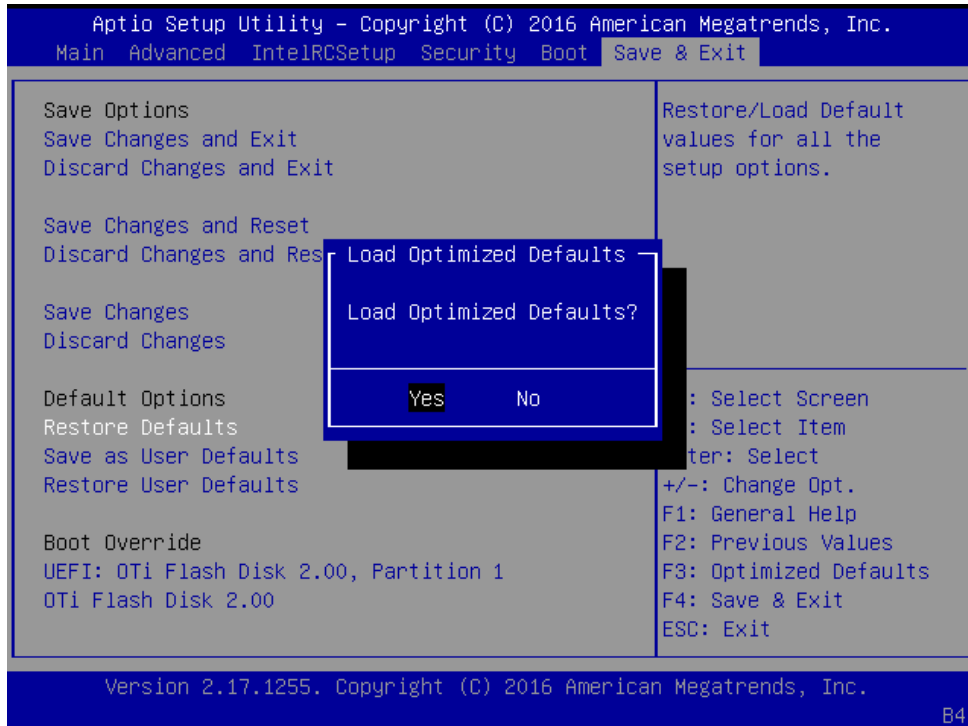 Aptio Setup Utility – Copyright (C) 2016 American Megatrends, Inc.
Main Advanced IntelRCSetup Security Boot Save & Exit
Save Options
Save Changes and Exit
Discard Changes and Exit
Save Changes and Reset
Discard Changes and Res
Save Changes
Discard Changes
Default Options
Restore Defaults
Save as User Defaults
Restore User Defaults
Boot Override
UEFI: OTi Flash Disk 2.00, Partition 1
OTi Flash Disk 2.00
Load Optimized Defaults
Load Optimized Defaults?
Yes No
Restore/Load Default
values for all the
setup options.
: Select Screen
: Select Item
ter: Select
+/-: Change Opt.
F1: General Help
F2: Previous Values
F3: Optimized Defaults
F4: Save & Exit
ESC: Exit
Version 2.17.1255. Copyright (C) 2016 American Megatrends, Inc.
B4